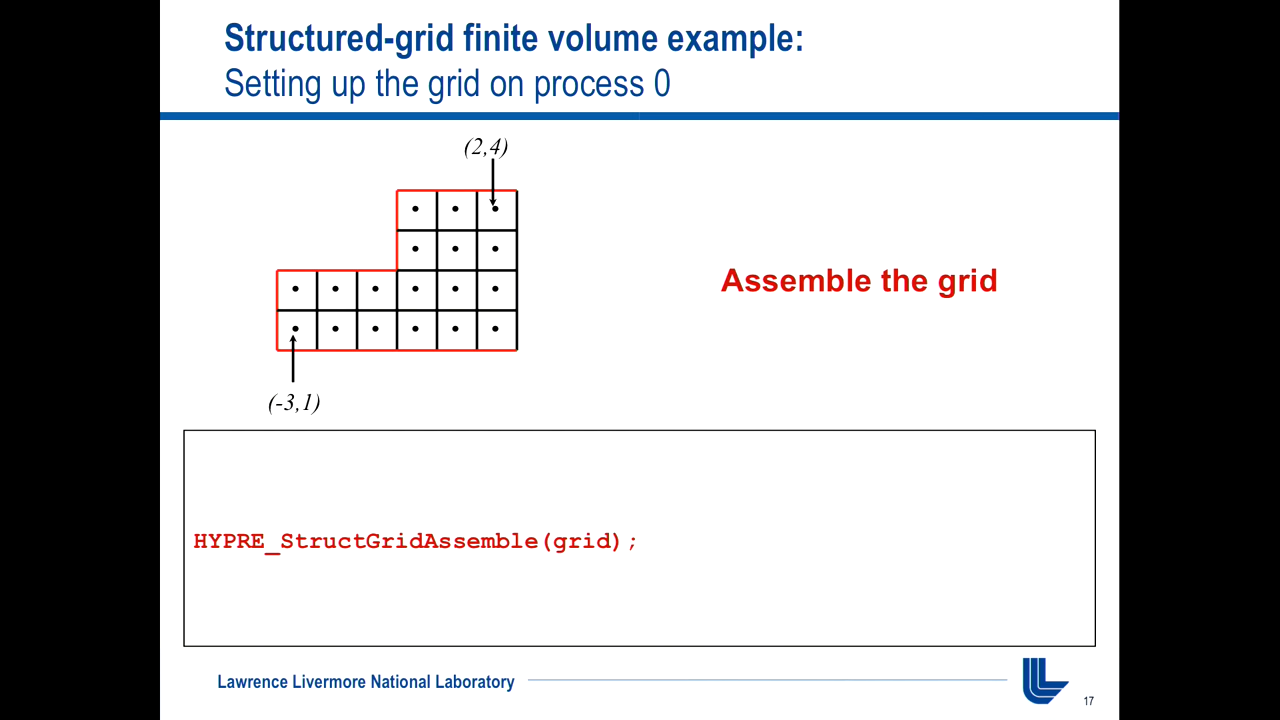 Structured-grid finite volume example:
Setting up the grid on process 0
(2,4)
Assemble the grid
(-3,1)
HYPRE_StructGridAssemble(grid);
Lawrence Livermore National Laboratory
17